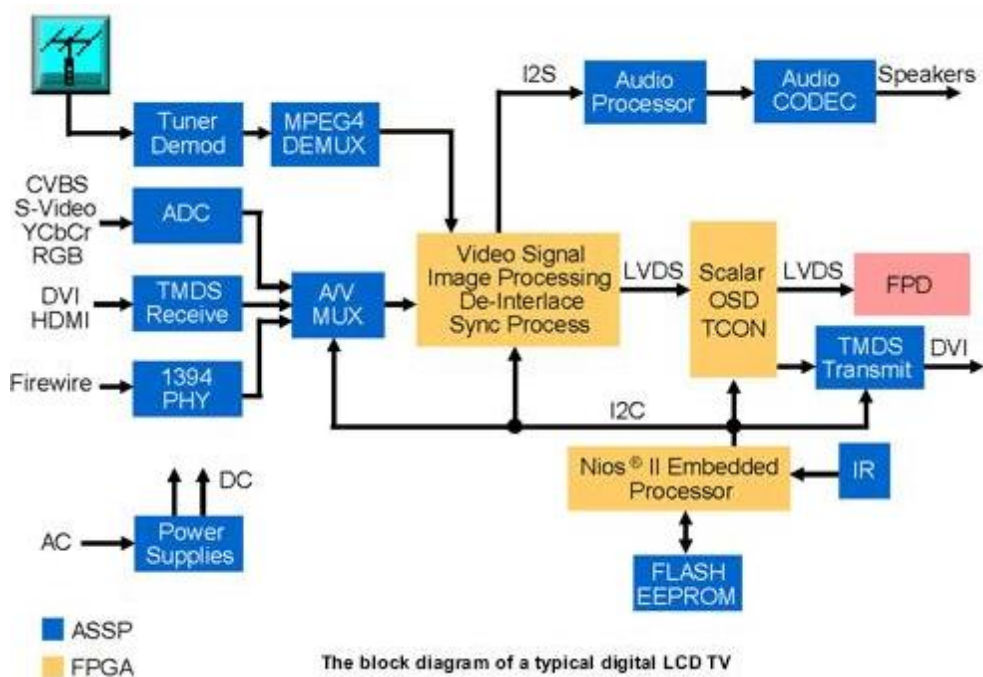 I2S
Audio
Processor
Audio
CODEC
Speakers
Tuner
Demod
MPEG4
DEMUX
CVBS
S-Video
YCbCr
RGB
ADC
Video Signal
Image Processing
De-Interlace
Sync Process
LVDS
Scalar
OSD
TCON
LVDS
FPD
DVI
HDMI
TMDS
Receive
A/V
MUX
TMDS
Transmit
DVI
Firewire
1394
PHY
I2C
Nios® II Embedded
Processor
IR
DC
AC
Power
Supplies
FLASH
EEPROM
ASSP
FPGA
The block diagram of a typical digital LCD TV